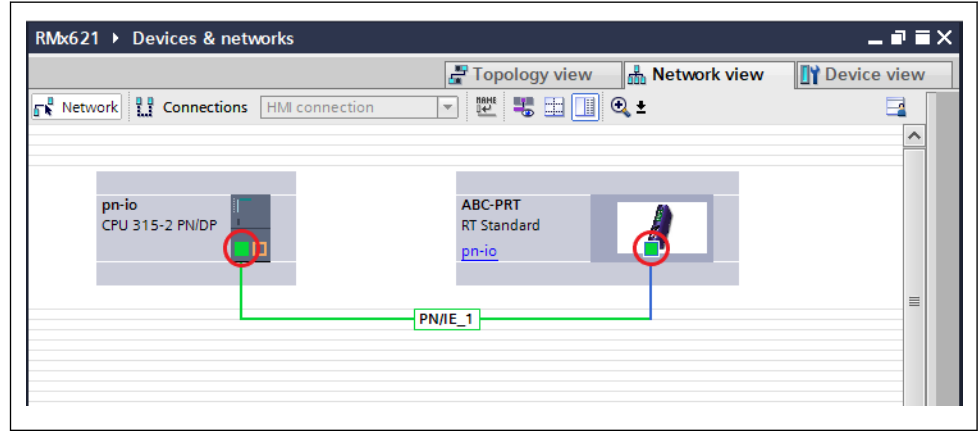 RMx621 ▸ Devices & networks
Topology view Network view Device view
Network Connections HMI connection NAME
pn-io
CPU 315-2 PN/DP
ABC-PRT
RT Standard
pn-io
PN/IE_1